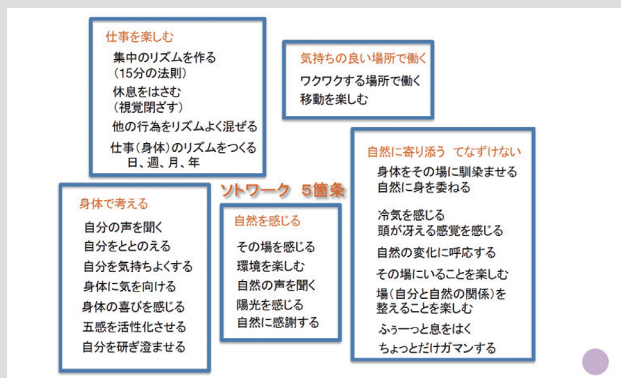 仕事を楽しむ
集中のリズムを作る
(15分の法則)
休息をはさむ
(視覚閉ざす)
他の行為をリズムよく混ぜる
仕事(身体)のリズムをつくる
日、週、月、年
気持ちの良い場所で働く
ワクワクする場所で働く
移動を楽しむ
ソトワーク 5箇条
身体で考える
自分の声を聞く
自分をととのえる
自分を気持ちよくする
身体に気を向ける
身体の喜びを感じる
五感を活性化させる
自分を研ぎ澄ませる
自然を感じる
その場を感じる
環境を楽しむ
自然の声を聞く
陽光を感じる
自然に感謝する
自然に寄り添う てなずけない
身体をその場に馴染ませる
自然に身を委ねる
冷気を感じる
頭が冴える感覚を感じる
自然の変化に呼応する
その場にいることを楽しむ
場(自分と自然の関係)を
整えることを楽しむ
ふぅーっと息をはく
ちょっとだけガマンする